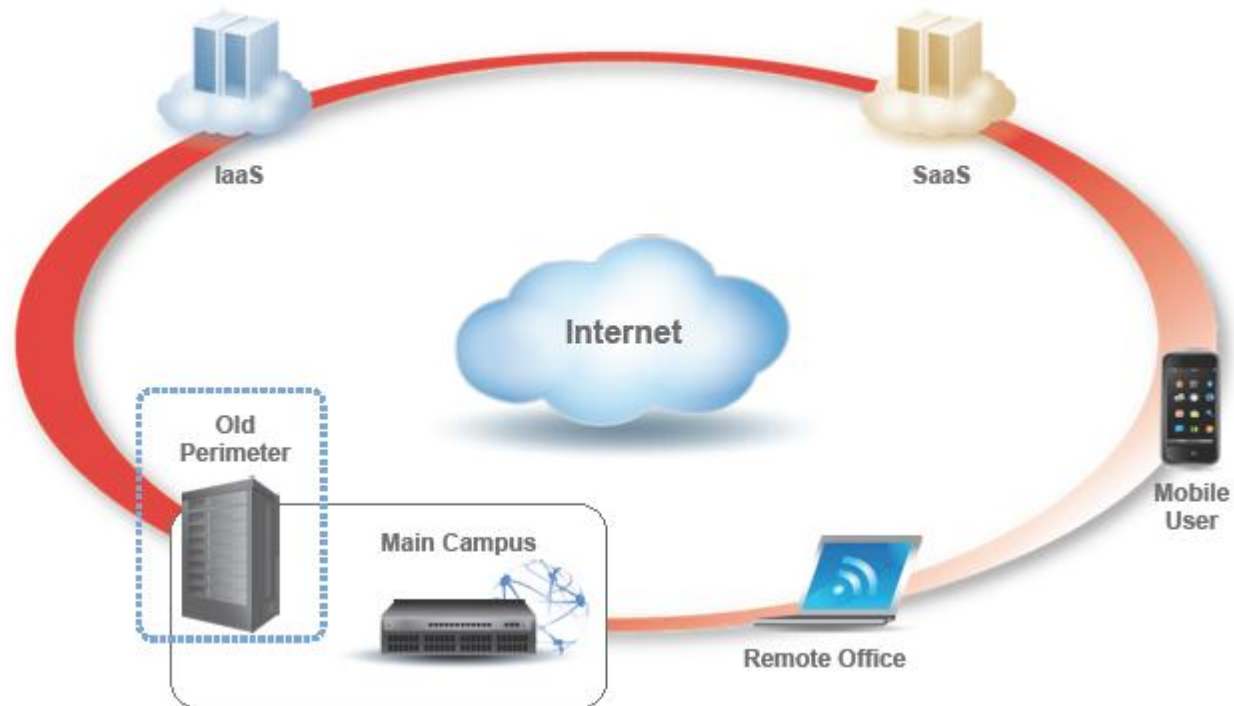 IaaS
SaaS
Internet
Old
Perimeter
Main Campus
Mobile
User
Remote Office